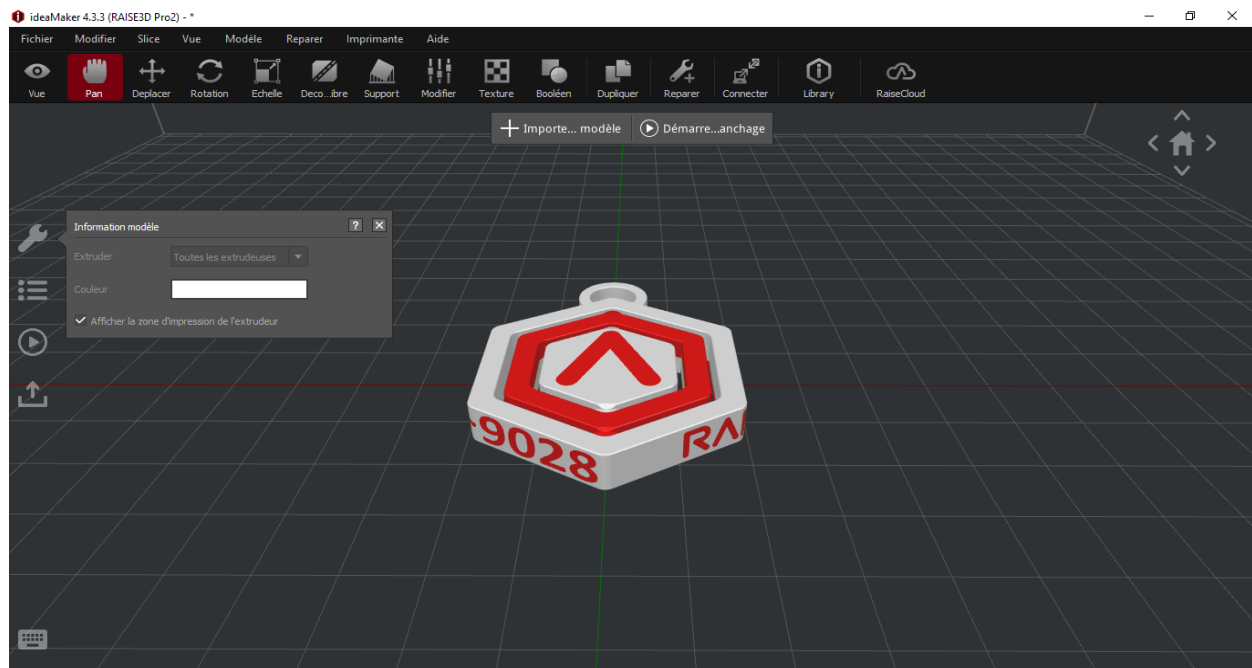 ideaMaker 4.3.3 (RAISE3D Pro2) - *
Fichier Modifier Slice Vue Modèle Reparer Imprimante Aide
Vue Pan Deplacer Rotation Echelle Deco...ibre Support Modifier Texture Booléen Dupliquer Reparer Connecter Library RaiseCloud
Importe... modèle Démarre...anchage
Information modèle ? 
Extruder Toutes les extrudeuses
Couleur
Afficher la zone d'impression de l'extrudeur
-9028 RAI